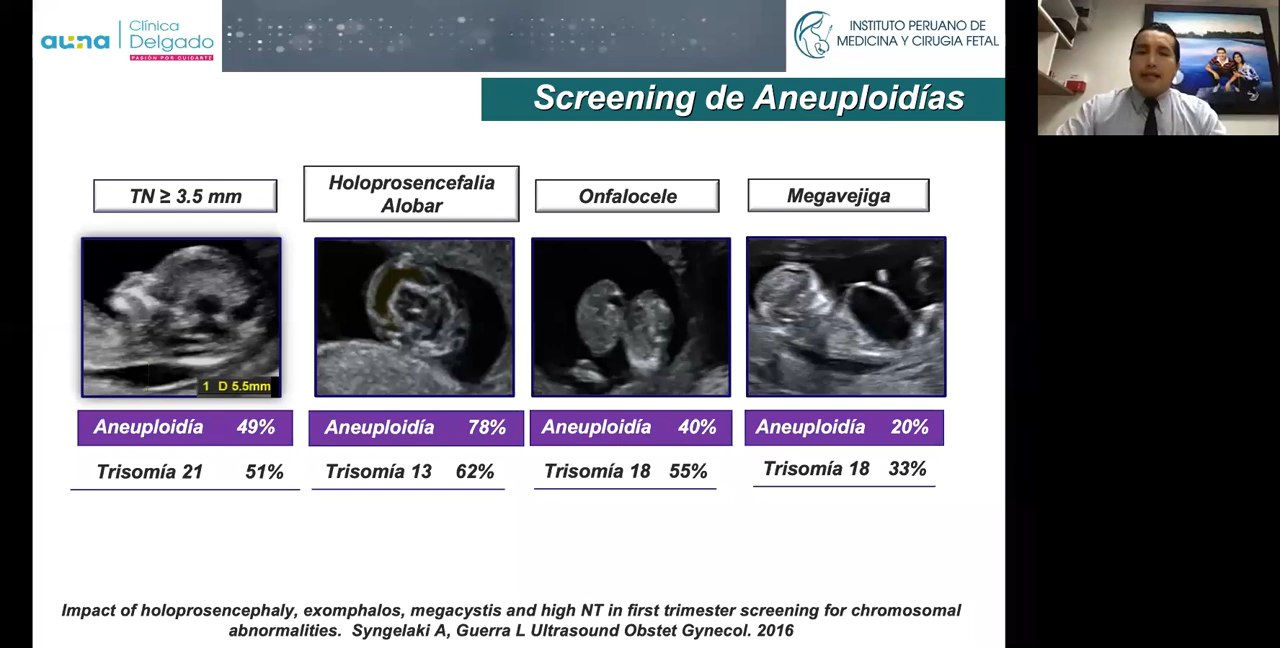 auna
Clínica
Delgado
PASIÓN POR CUIDARTE
INSTITUTO PERUANO DE
MEDICINA Y CIRUGIA FETAL
Screening de Aneuploidías
TN ≥ 3.5 mm
Holoprosencefalia
Alobar
Onfalocele
Megavejiga
1 D 5.5mm
Aneuploidía 49%
Aneuploidía 78%
Aneuploidía 40%
Aneuploidía 20%
Trisomía 21 51%
Trisomía 13 62%
Trisomía 18 55%
Trisomía 18 33%
Impact of holoprosencephaly, exomphalos, megacystis and high NT in first trimester screening for chromosomal
abnormalities. Syngelaki A, Guerra L Ultrasound Obstet Gynecol. 2016